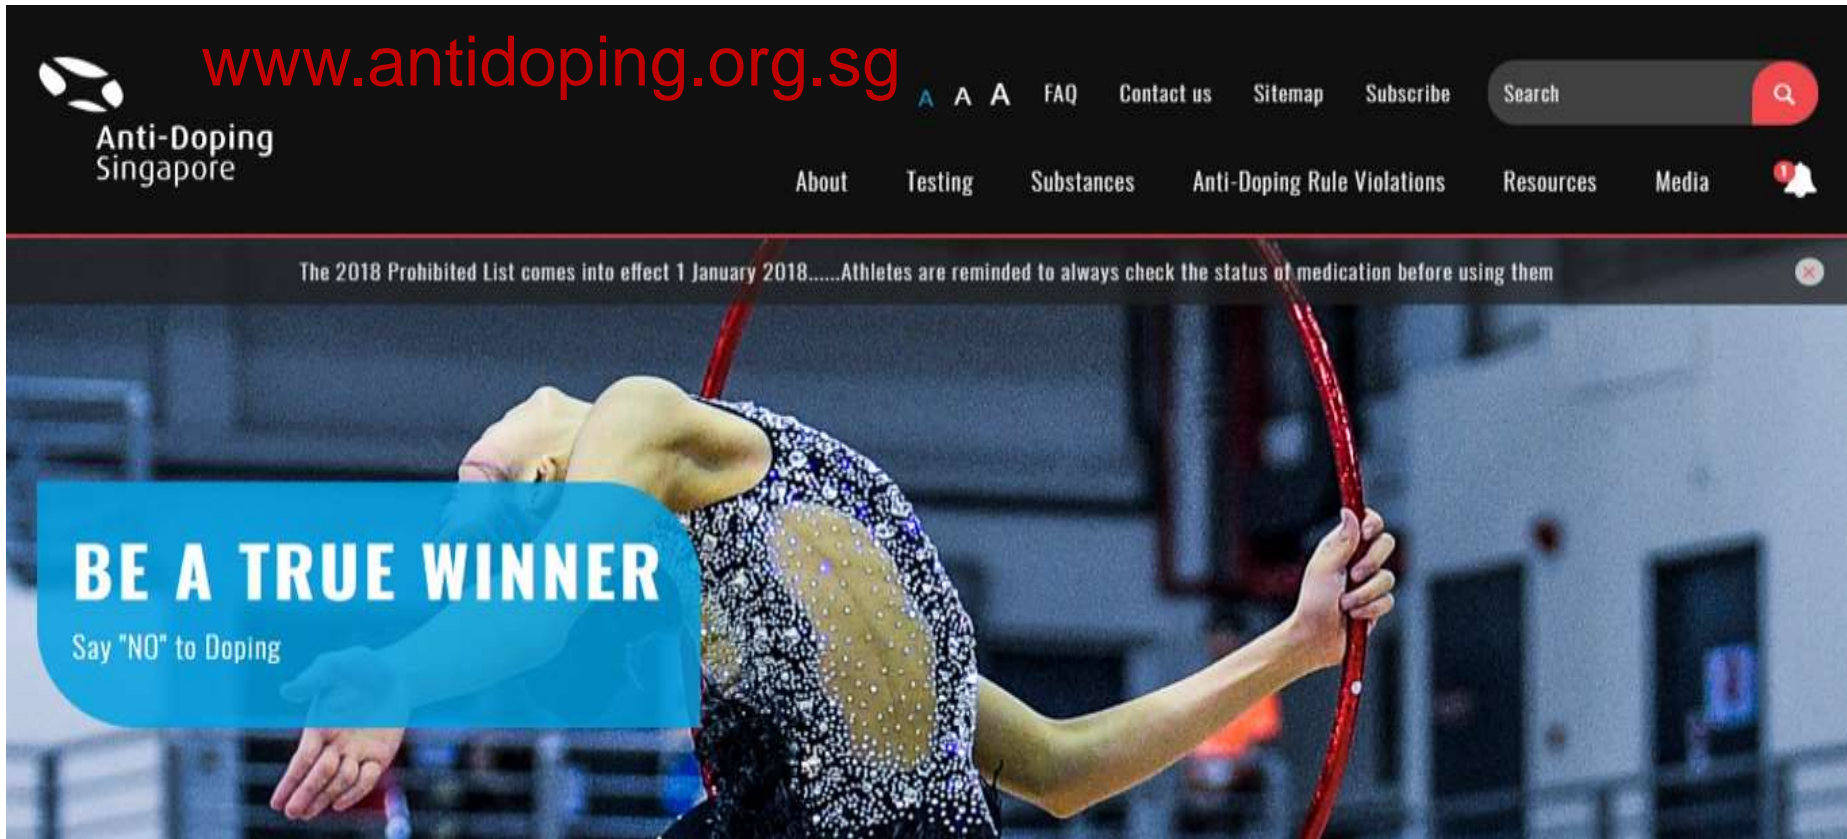 www.antidoping.org.sg
A A A FAQ Contact us Sitemap Subscribe Search
Anti-Doping
Singapore
About Testing Substances Anti-Doping Rule Violations Resources Media 1
The 2018 Prohibited List comes into effect 1 January 2018......Athletes are reminded to always check the status of medication before using them
BE A TRUE WINNER
Say "NO" to Doping